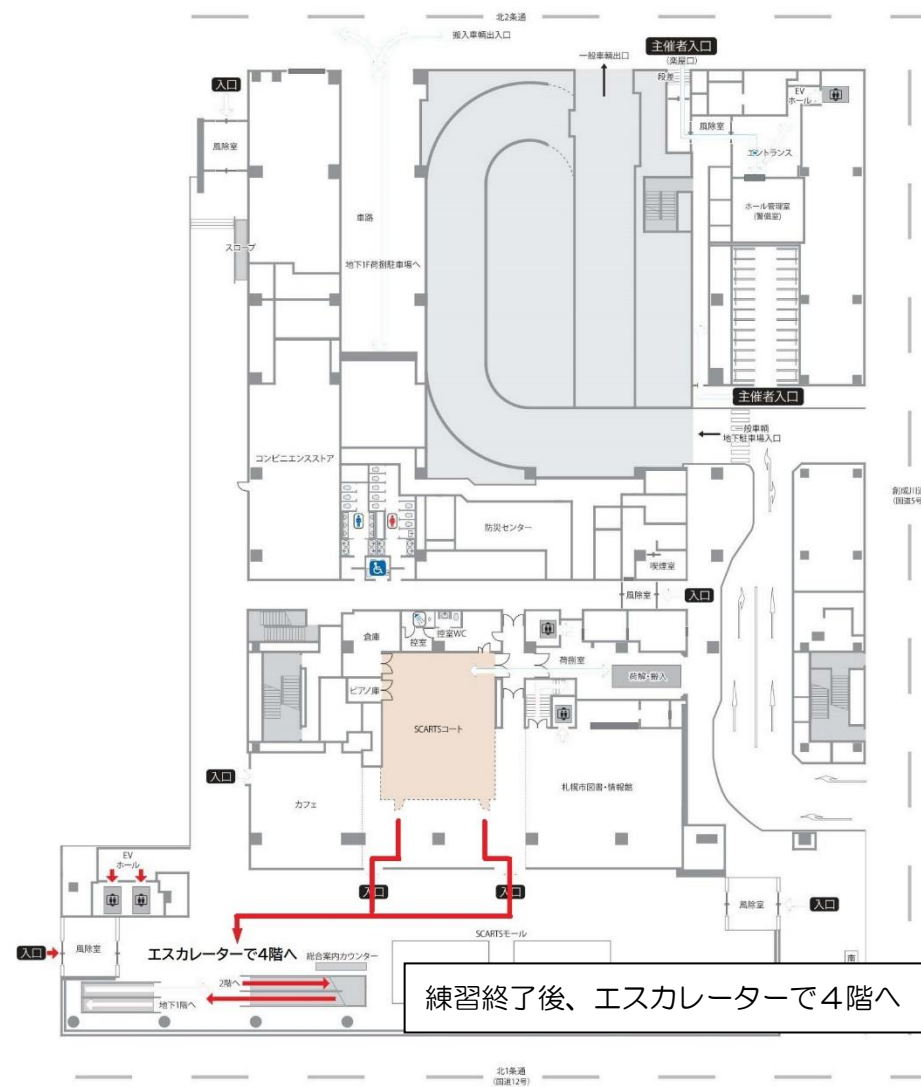 北2条通
搬入車輌出入口
一般車輌出口
主催者入口
(楽屋口)
段差
入口
EV
ホール
風除室
風除室
エントランス
ホール管理室
(警備室)
車路
スロープ
地下1F荷捌駐車場へ
主催者入口
一般車輌
地下駐車場入口
コンビニエンスストア
創成川通
(国道5号
防災センター
喫煙室
風除室
入口
倉庫
控室
控室WC
荷捌室
荷解・搬入
ピアノ庫
SCARTSコート
入口
カフェ
札幌市図書・情報館
EV
ホール
入口
入口
風除室
入口
SCARTSモール
入口
風除室
エスカレーターで4階へ
総合案内カウンター
2階へ
地下1階へ
南
練習終了後、エスカレーターで4階へ
北1条通
(国道12号)